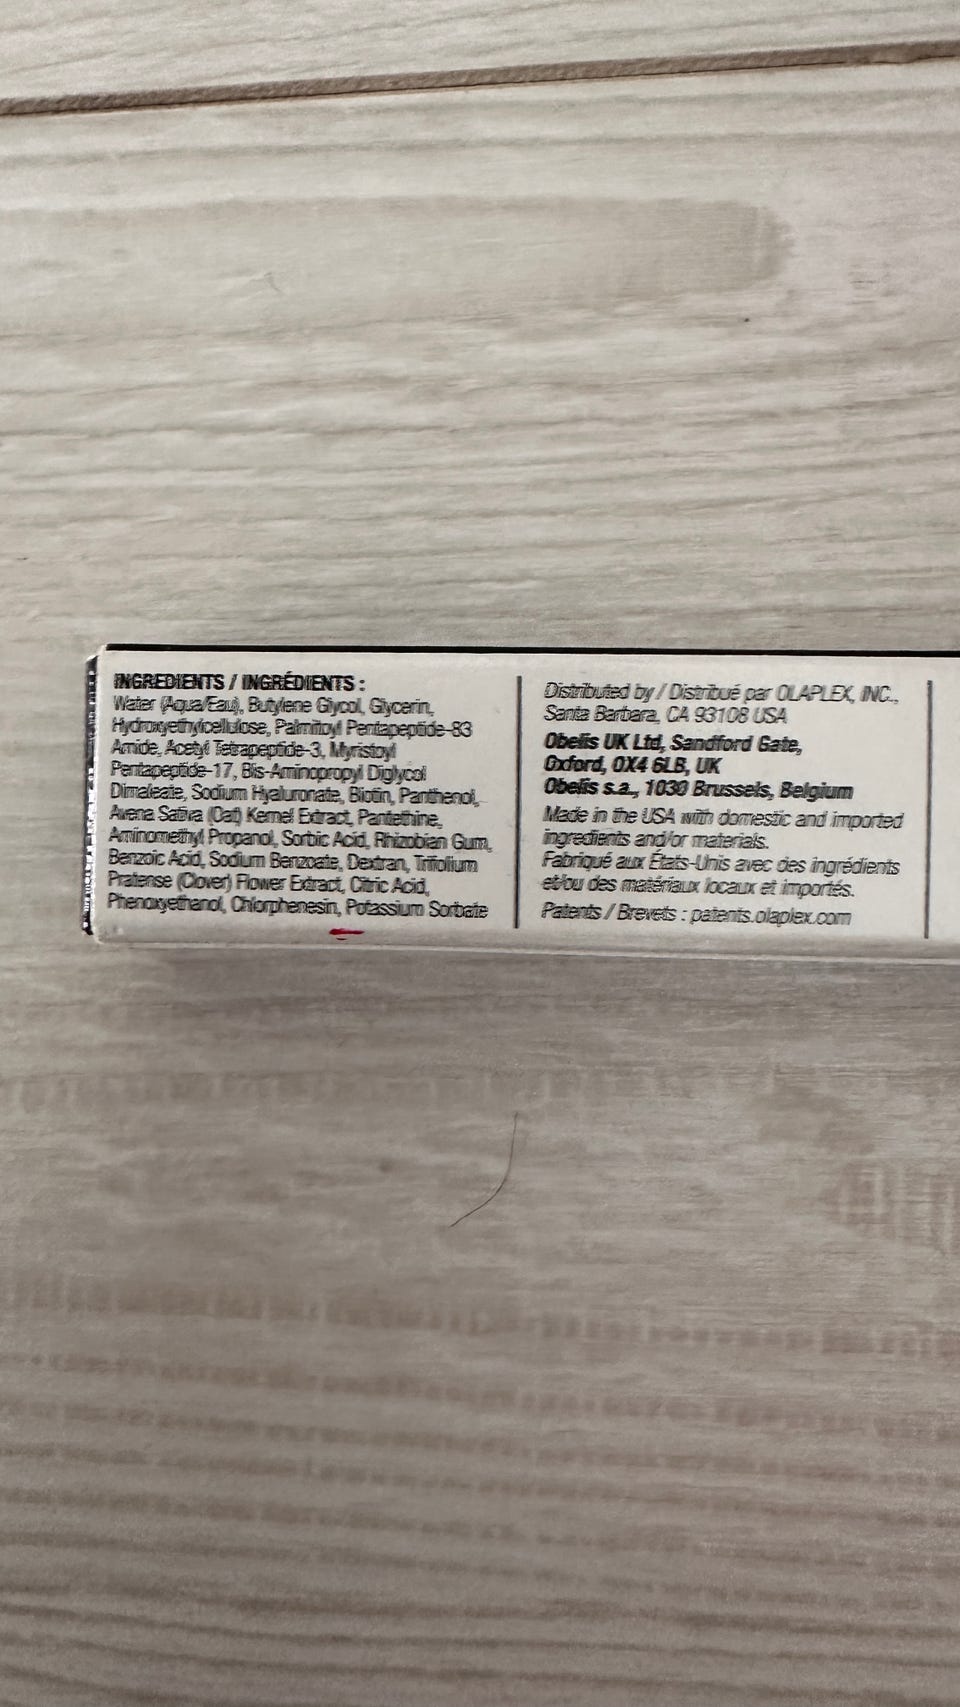 INGREDIENTS / INGRÉDIENTS :
Water (Aqua/Eau), Butylene Glycol, Glycerin,
Hydroxyethylcellulose, Palmitoyl Pentapeptide-83
Amide, Acetyl Tetrapeptide-3, Myristoyl
Pentapeptide-17, Bis-Aminopropyl Diglycol
Dimaleate, Sodium Hyaluronate, Biotin, Panthenol,
Avena Sativa (Oat) Kernel Extract, Pantethine,
Aminomethyl Propanol, Sorbic Acid, Rhizobian Gum,
Benzoic Acid, Sodium Benzoate, Dextran, Trifolium
Pratense (Clover) Flower Extract, Citric Acid,
Phenoxyethanol, Chlorphenesin, Potassium Sorbate
Distributed by / Distribué par OLAPLEX, INC.,
Santa Barbara, CA 93108 USA
Obelis UK Ltd, Sandford Gate,
Oxford, OX4 6LB, UK
Obelis s.a., 1030 Brussels, Belgium
Made in the USA with domestic and imported
ingredients and/or materials.
Fabriqué aux États-Unis avec des ingrédients
et/ou des matériaux locaux et importés.
Patents / Brevets : patents.olaplex.com